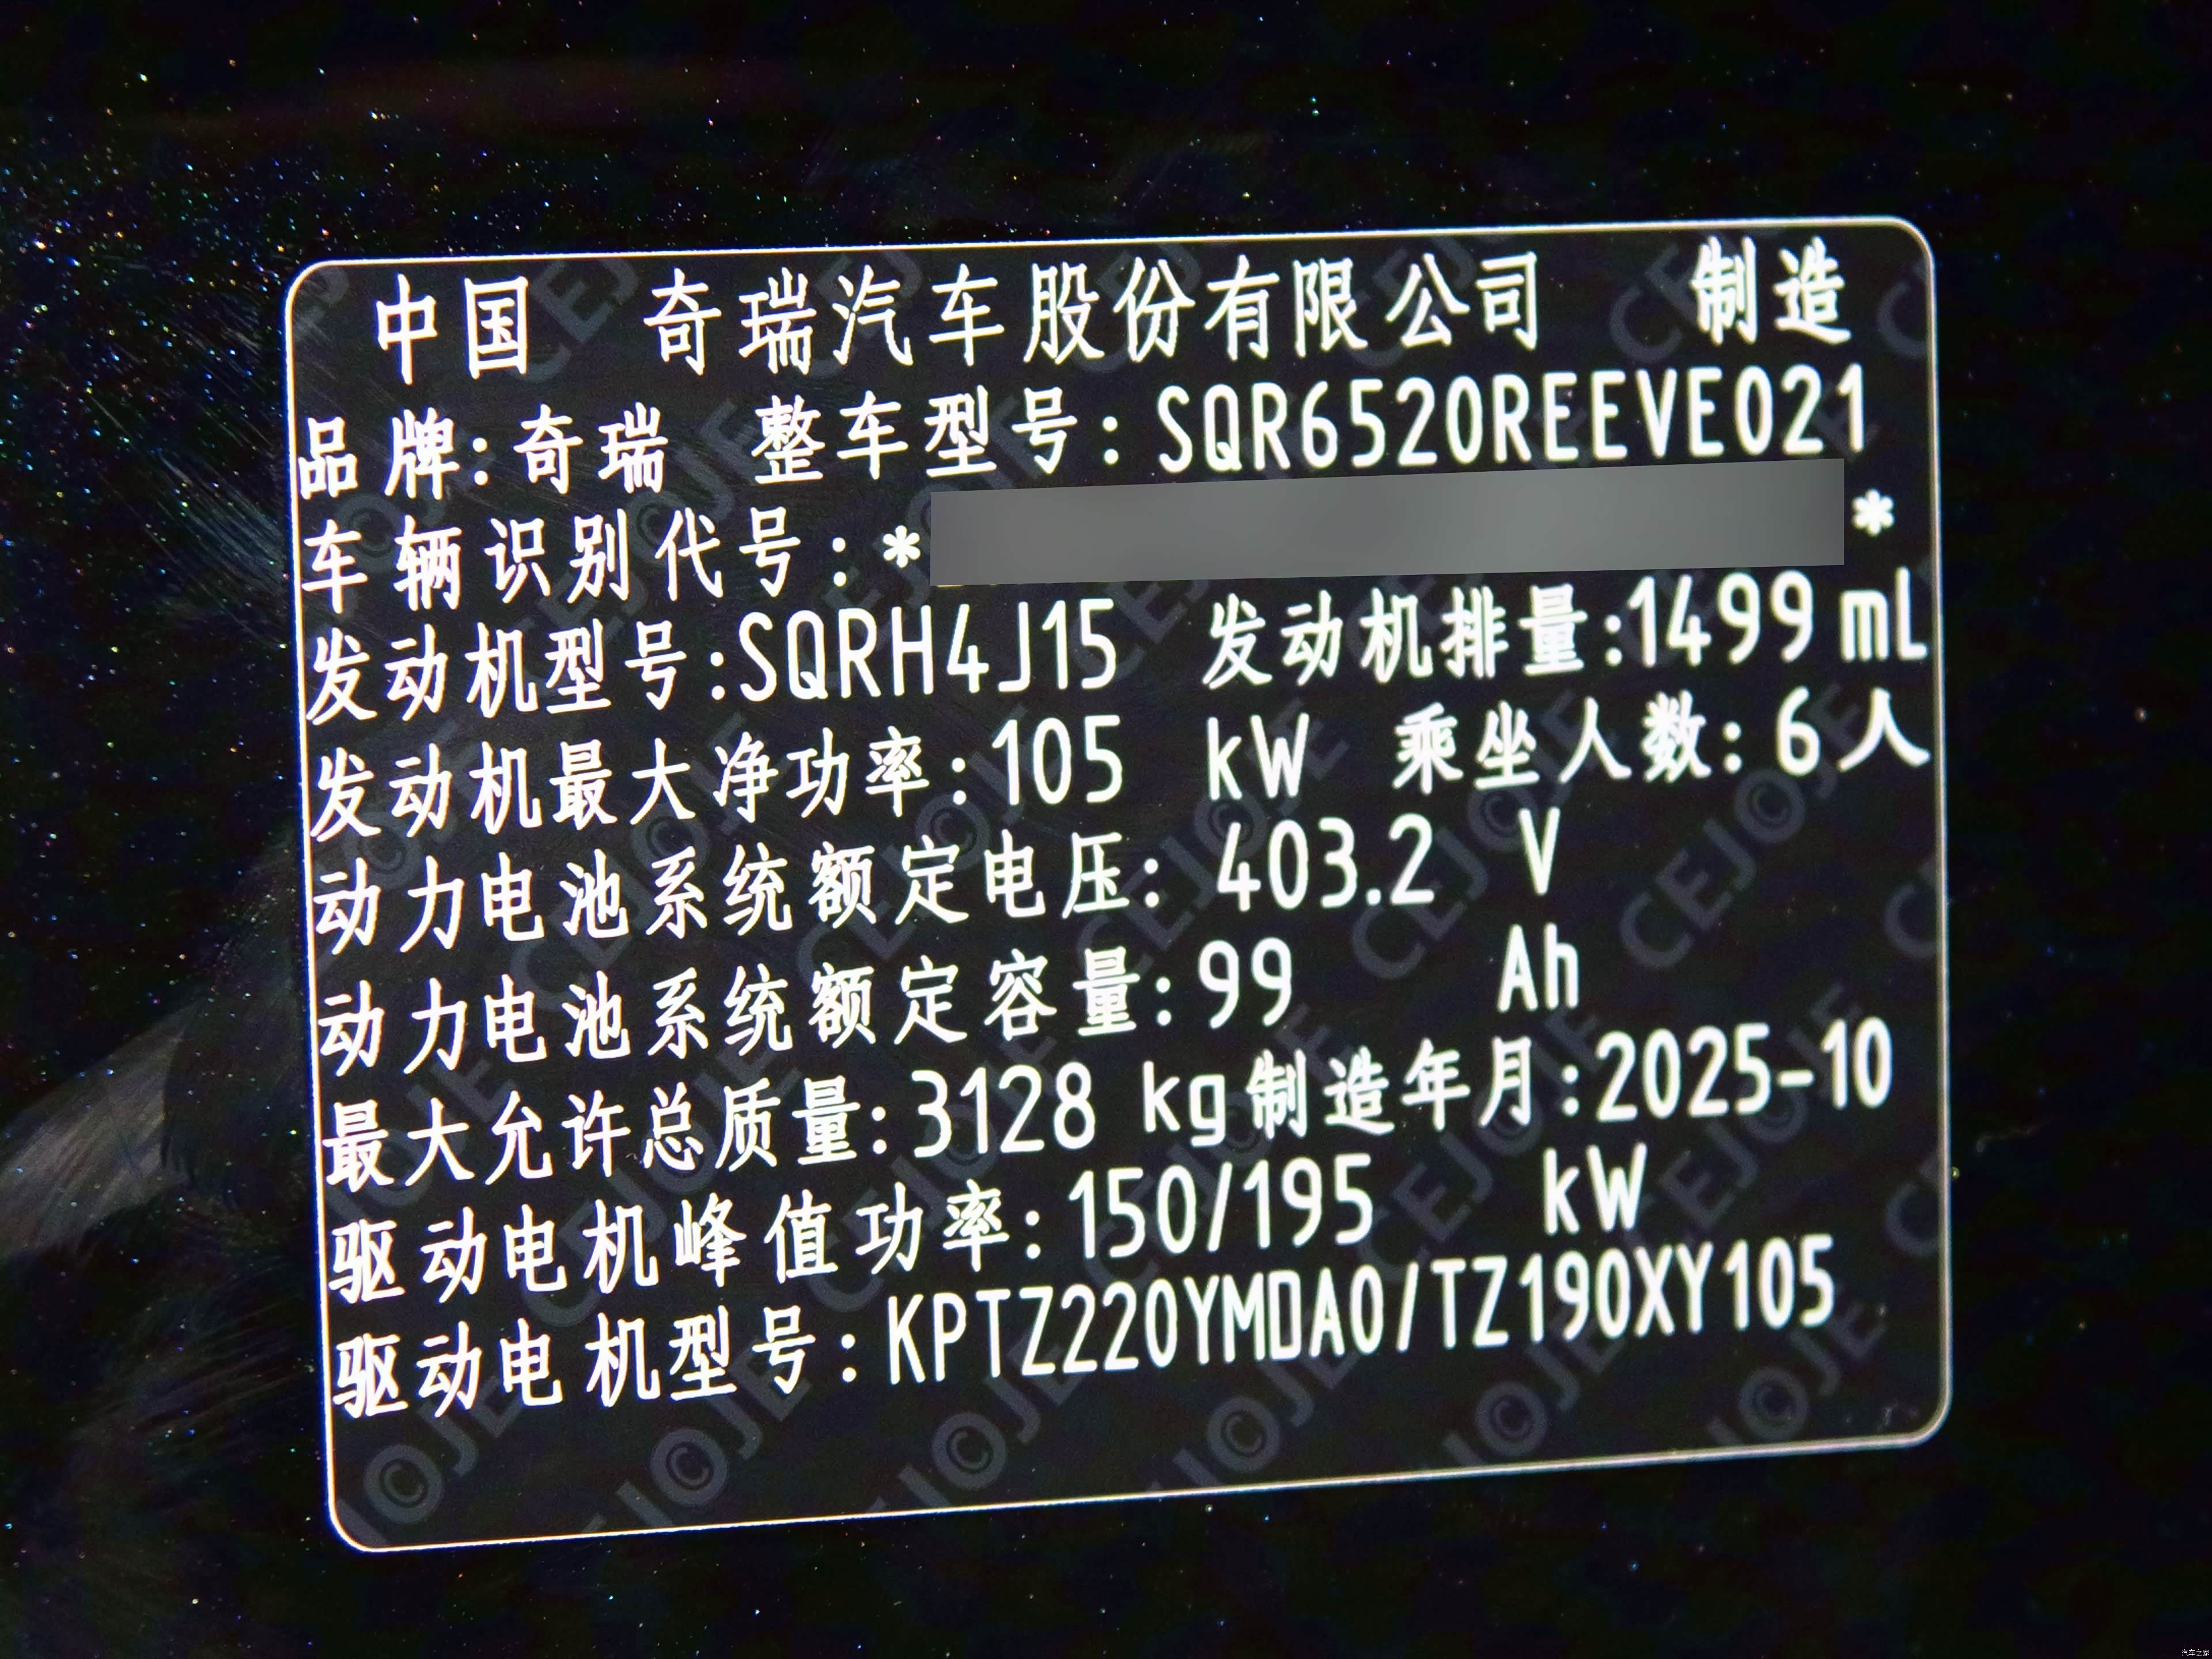 中国 奇瑞汽车股份有限公司 制造
品牌:奇瑞 整车型号:SQR6520REEVE021
车辆识别代号:* *
发动机型号:SQRH4J15 发动机排量:1499 mL
发动机最大净功率:105 kW 乘坐人数:6人
动力电池系统额定电压:403.2 V
动力电池系统额定容量:99 Ah
最大允许总质量:3128 kg 制造年月:2025-10
驱动电机峰值功率:150/195 kW
驱动电机型号:KPTZ220YMDA0/TZ190XY105
汽车之家